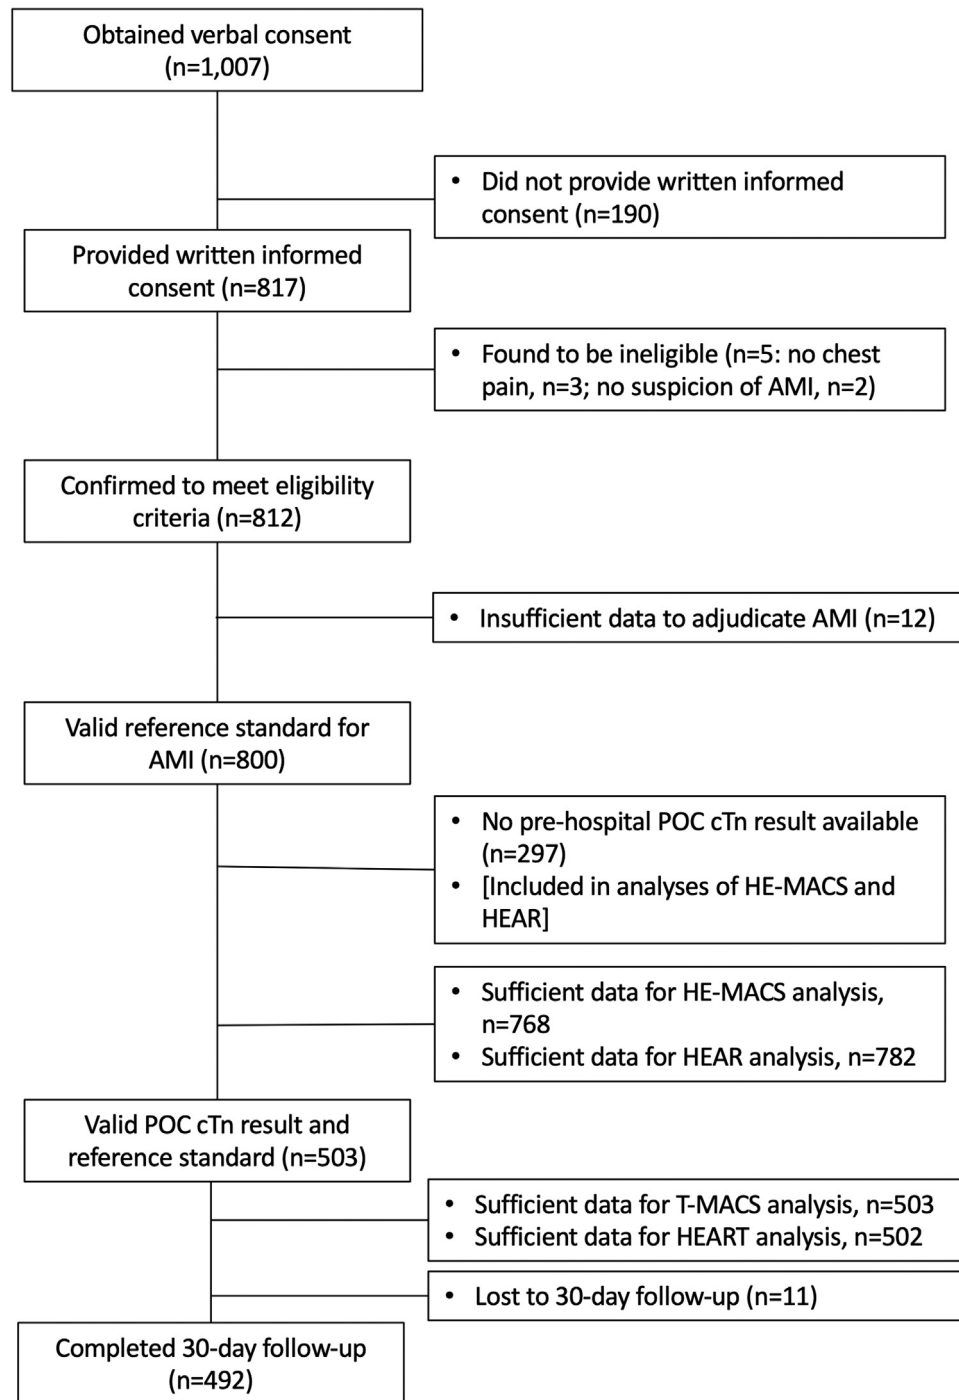 Obtained verbal consent
(n=1,007)
• Did not provide written informed
consent (n=190)
Provided written informed
consent (n=817)
• Found to be ineligible (n=5: no chest
pain, n=3; no suspicion of AMI, n=2)
Confirmed to meet eligibility
criteria (n=812)
• Insufficient data to adjudicate AMI (n=12)
Valid reference standard for
AMI (n=800)
• No pre-hospital POC cTn result available
(n=297)
• [Included in analyses of HE-MACS and
HEAR]
• Sufficient data for HE-MACS analysis,
n=768
• Sufficient data for HEAR analysis, n=782
Valid POC cTn result and
reference standard (n=503)
• Sufficient data for T-MACS analysis, n=503
• Sufficient data for HEART analysis, n=502
• Lost to 30-day follow-up (n=11)
Completed 30-day follow-up
(n=492)